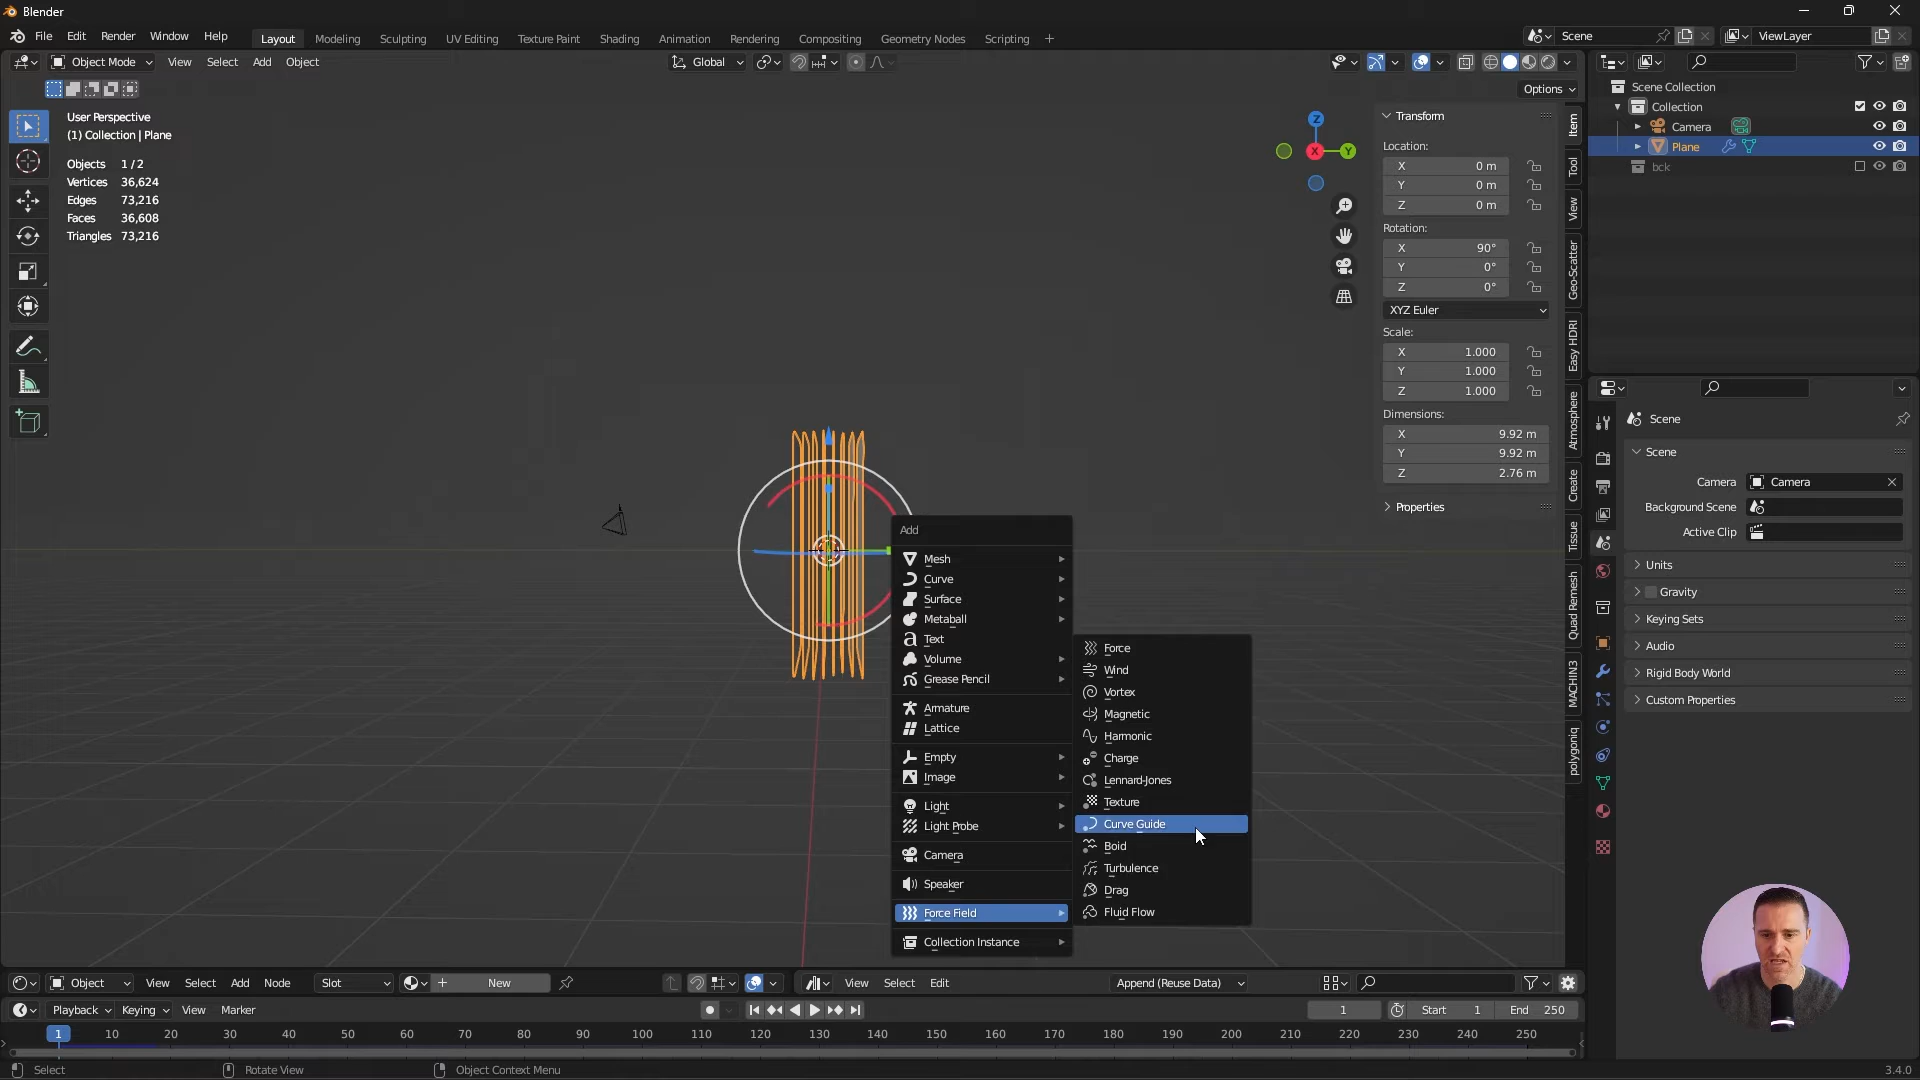 Blender
File Edit Render Window Help
Layout Modeling Sculpting UV Editing Texture Paint Shading Animation Rendering Compositing Geometry Nodes Scripting
Scene ViewLayer
Object Mode View Select Add Object
Global
Options
User Perspective
(1) Collection | Plane
Objects 1 / 2
Vertices 36,624
Edges 73,216
Faces 36,608
Triangles 73,216
Z
X
Y
Transform
Location:
X 0 m
Y 0 m
Z 0 m
Rotation:
X 90°
Y 0°
Z 0°
XYZ Euler
Scale:
X 1.000
Y 1.000
Z 1.000
Dimensions:
X 9.92 m
Y 9.92 m
Z 2.76 m
Properties
Item
Tool
View
Geo-Scatter
Easy HDRI
Atmosphere
Create
Tissue
Quad Remesh
MACHIN3
polygoniq
Scene Collection
Collection
Camera
Plane
bck
Scene
Scene
Camera Camera
Background Scene
Active Clip
Units
Gravity
Keying Sets
Audio
Rigid Body World
Custom Properties
Add
Mesh
Curve
Surface
Metaball
Text
Volume
Grease Pencil
Armature
Lattice
Empty
Image
Light
Light Probe
Camera
Speaker
Force Field
Collection Instance
Force
Wind
Vortex
Magnetic
Harmonic
Charge
Lennard-Jones
Texture
Curve Guide
Boid
Turbulence
Drag
Fluid Flow
Object View Select Add Node Slot New
View Select Edit Append (Reuse Data)
Playback Keying View Marker
1 Start 1 End 250
1 10 20 30 40 50 60 70 80 90 100 110 120 130 140 150 160 170 180 190 200 210 220 230 240 250
Select Rotate View Object Context Menu 3.4.0